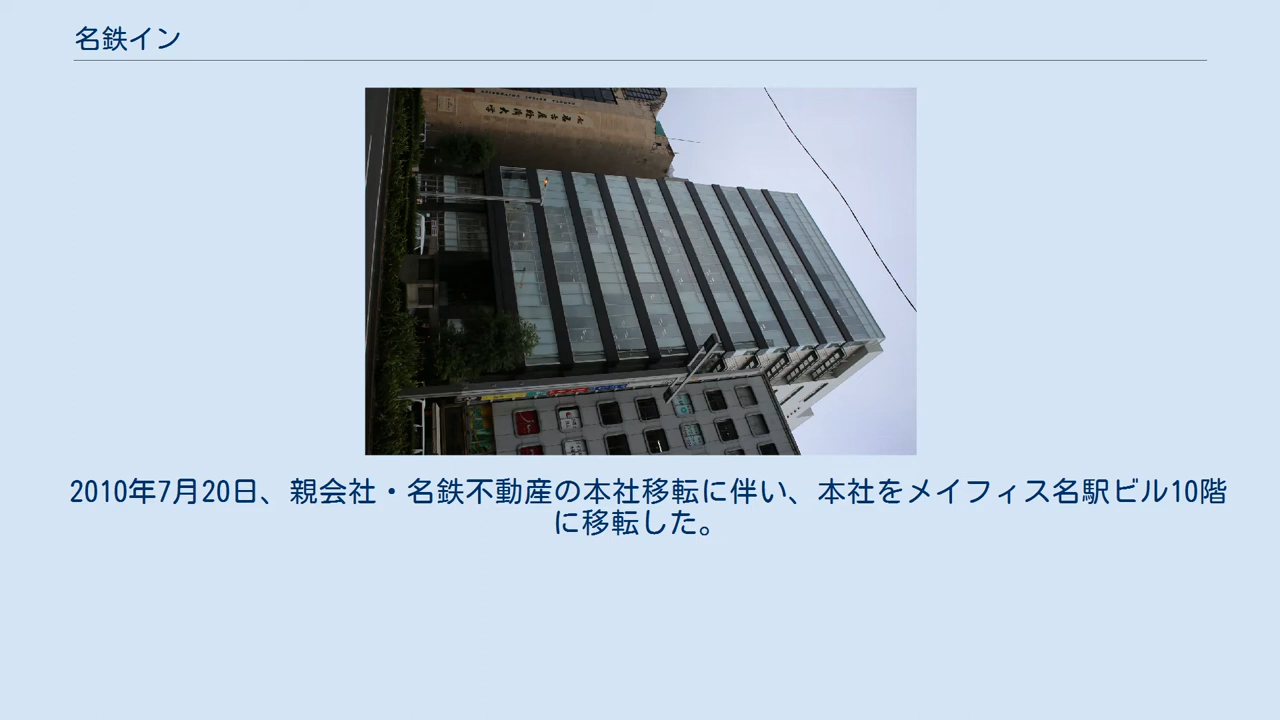 名鉄イン
2010年7月20日、親会社・名鉄不動産の本社移転に伴い、本社をメイフィス名駅ビル10階
に移転した。